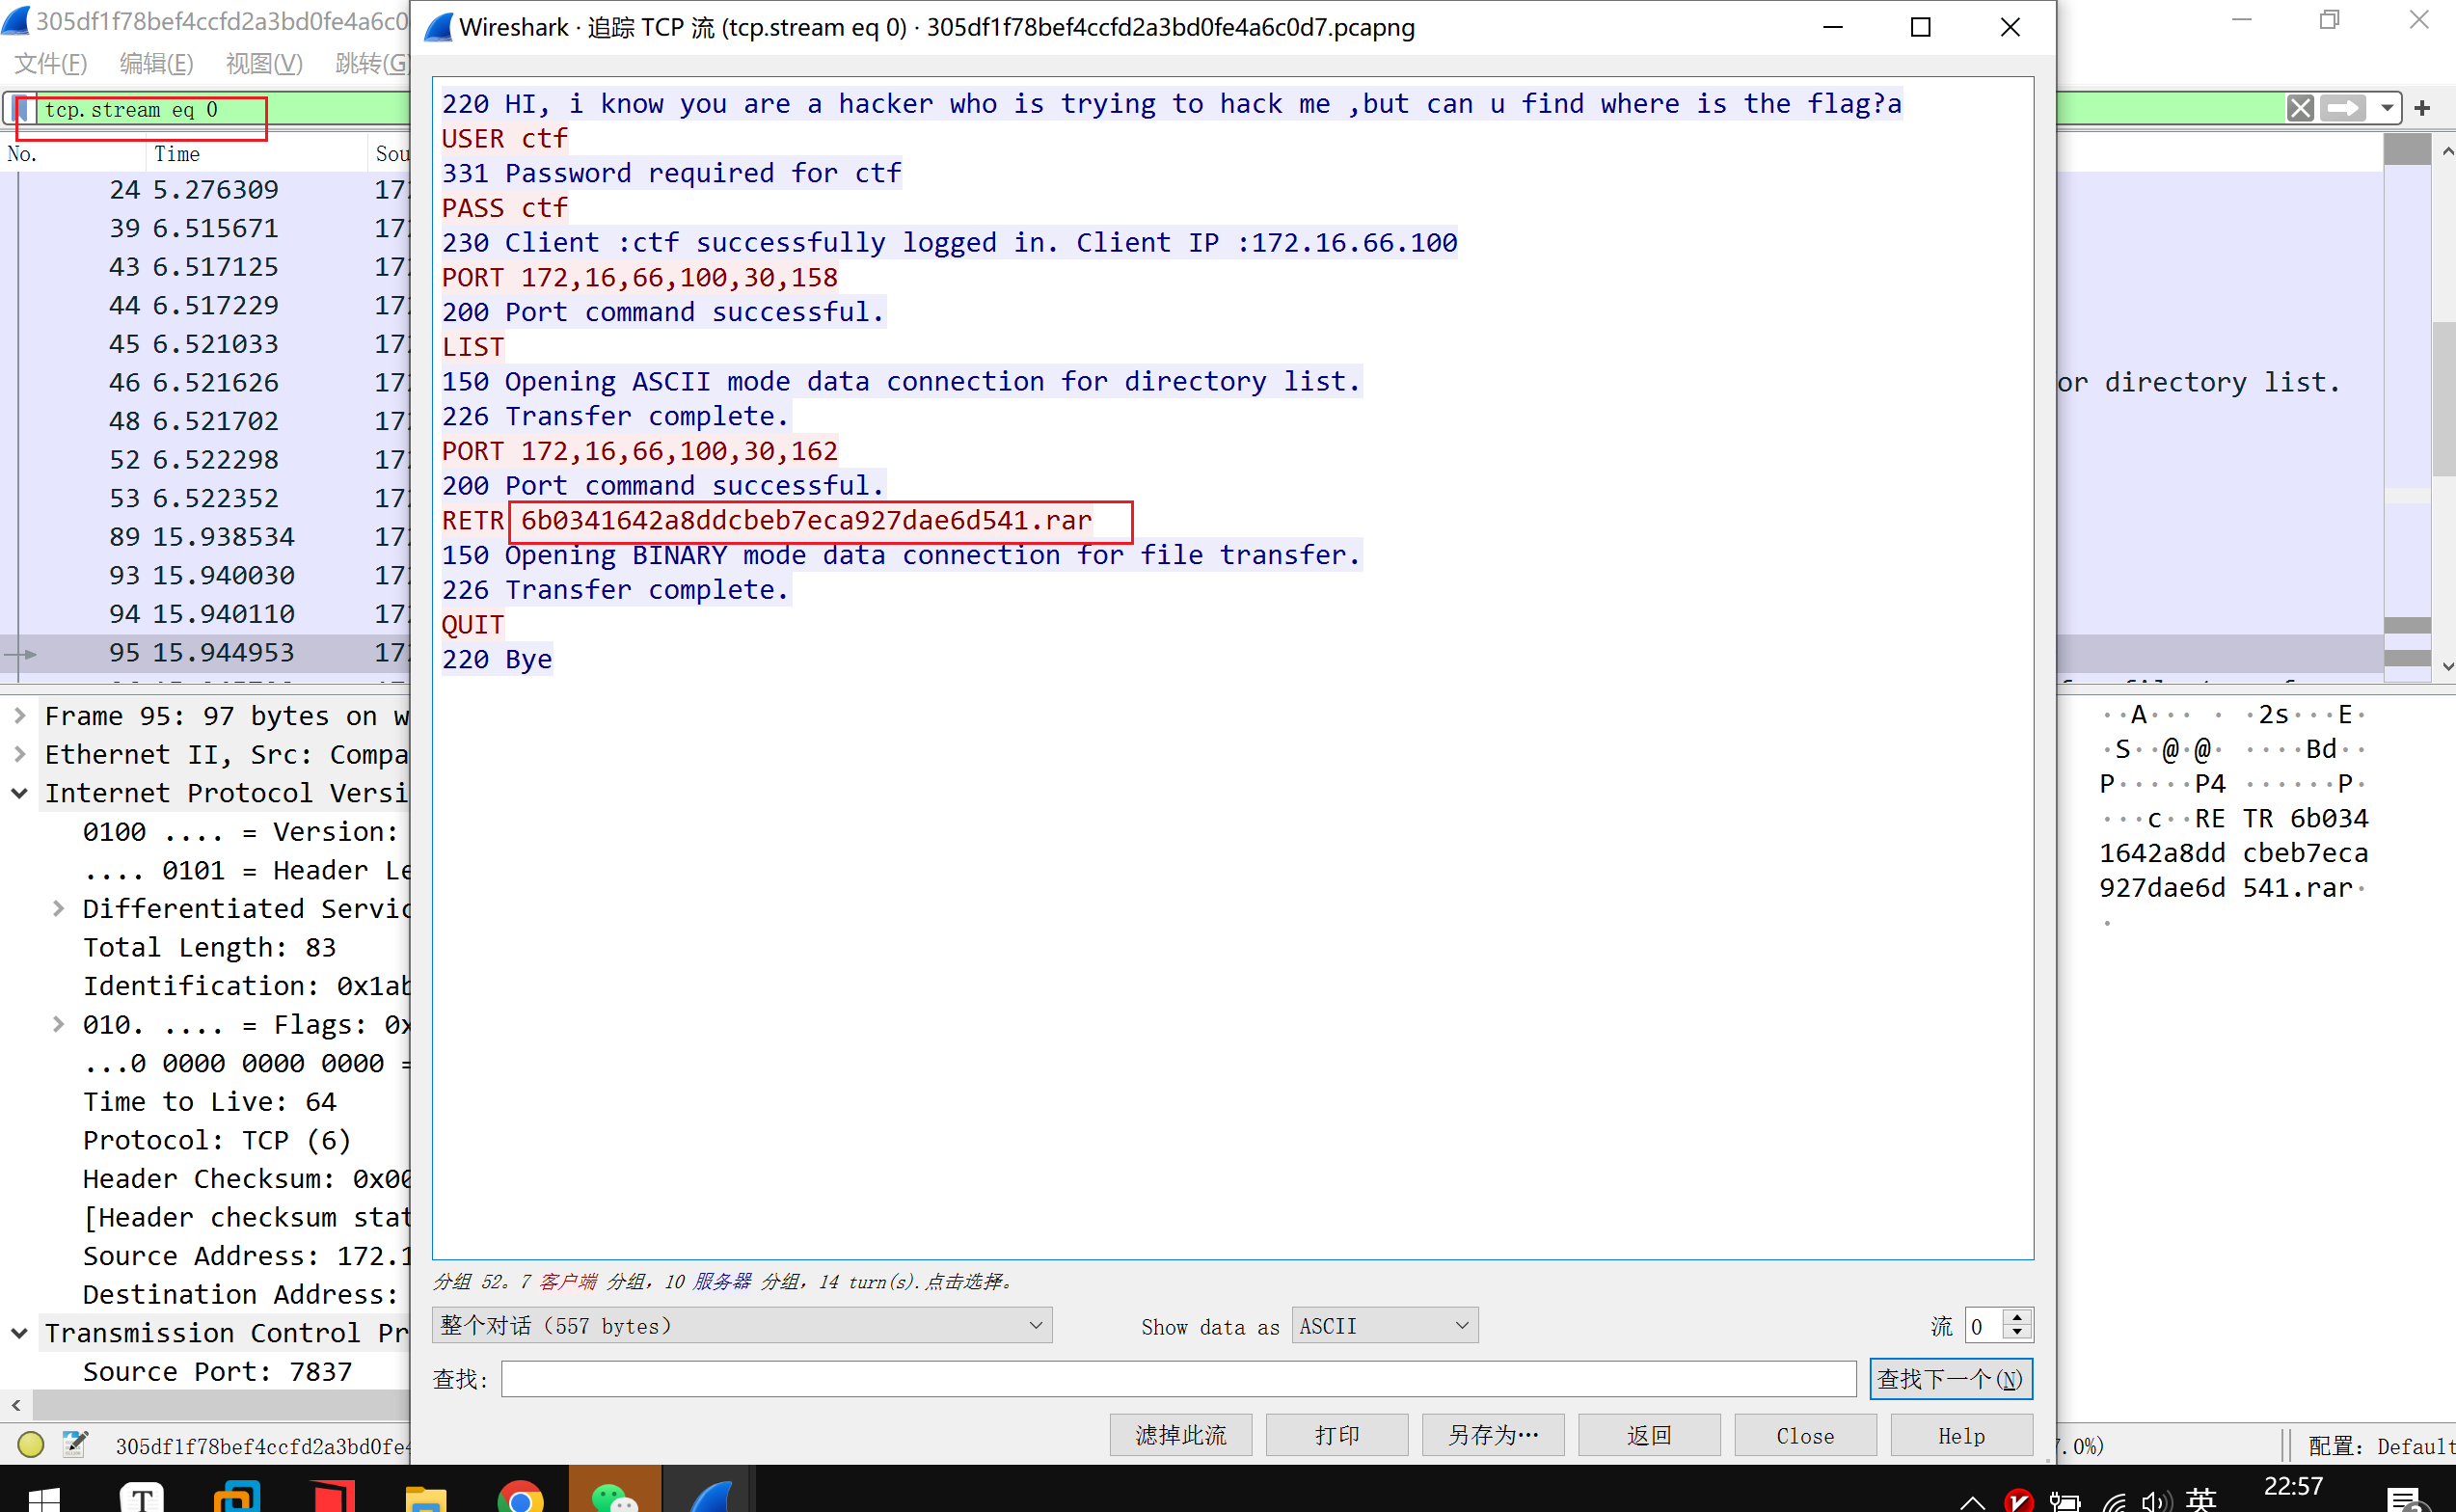 305df1f78bef4ccfd2a3bd0fe4a6c0
文件(F) 编辑(E) 视图(V) 跳转(G)
tcp.stream eq 0
No. Time Sou
24 5.276309 172
39 6.515671 172
43 6.517125 172
44 6.517229 172
45 6.521033 172
46 6.521626 172
48 6.521702 172
52 6.522298 172
53 6.522352 172
89 15.938534 172
93 15.940030 172
94 15.940110 172
95 15.944953 172
Frame 95: 97 bytes on w
Ethernet II, Src: Compa
Internet Protocol Versi
0100 .... = Version:
.... 0101 = Header Le
Differentiated Servic
Total Length: 83
Identification: 0x1ab
010. .... = Flags: 0x
...0 0000 0000 0000 =
Time to Live: 64
Protocol: TCP (6)
Header Checksum: 0x00
[Header checksum stat
Source Address: 172.1
Destination Address:
Transmission Control Pr
Source Port: 7837
305df1f78bef4ccfd2a3bd0fe4
Wireshark · 追踪 TCP 流 (tcp.stream eq 0) · 305df1f78bef4ccfd2a3bd0fe4a6c0d7.pcapng
220 HI, i know you are a hacker who is trying to hack me ,but can u find where is the flag?a
USER ctf
331 Password required for ctf
PASS ctf
230 Client :ctf successfully logged in. Client IP :172.16.66.100
PORT 172,16,66,100,30,158
200 Port command successful.
LIST
150 Opening ASCII mode data connection for directory list.
226 Transfer complete.
PORT 172,16,66,100,30,162
200 Port command successful.
RETR 6b0341642a8ddcbeb7eca927dae6d541.rar
150 Opening BINARY mode data connection for file transfer.
226 Transfer complete.
QUIT
220 Bye
分组 52。7 客户端 分组, 10 服务器 分组, 14 turn(s).点击选择。
整个对话 (557 bytes)
Show data as ASCII
流 0
查找:
查找下一个(N)
滤掉此流 打印 另存为… 返回 Close Help
or directory list.
··A··· · ·2s···E·
·S··@·@· ····Bd··
P·····P4 ······P·
···c··RE TR 6b034
1642a8dd cbeb7eca
927dae6d 541.rar·
·
7.0%)
配置: Default
英
22:57